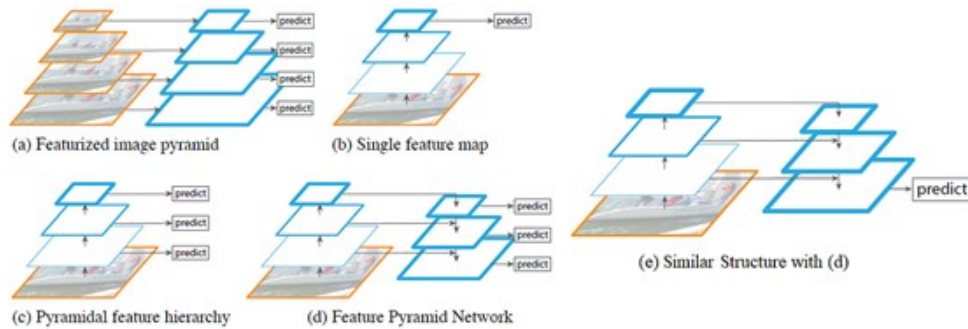 predict
predict
predict
predict
(a) Featurized image pyramid
predict
(b) Single feature map
predict
predict
predict
(c) Pyramidal feature hierarchy
predict
predict
predict
(d) Feature Pyramid Network
predict
(e) Similar Structure with (d)